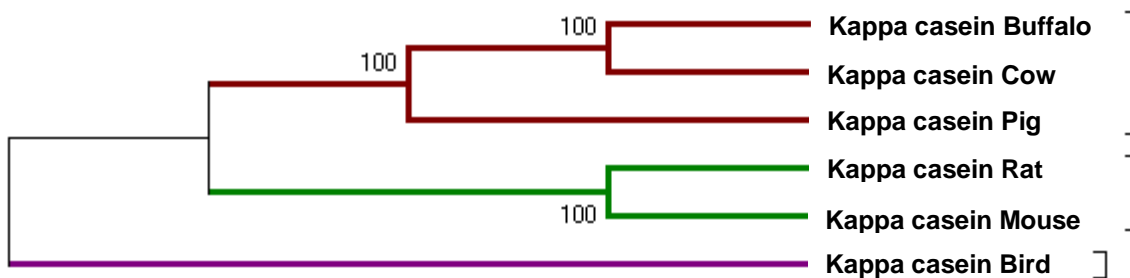 100
Kappa casein Buffalo
100
Kappa casein Cow
Kappa casein Pig
Kappa casein Rat
100
Kappa casein Mouse
Kappa casein Bird